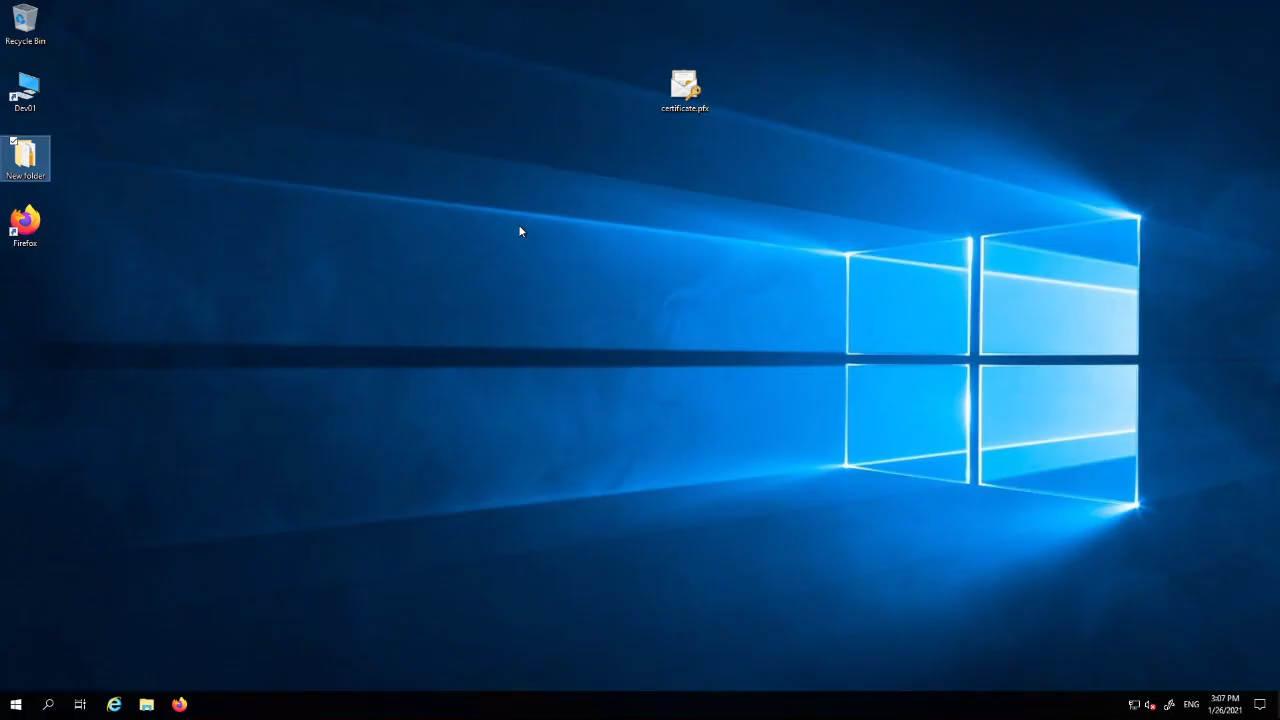 Recycle Bin
certificate.pfx
Dev01
New folder
Firefox
ENG
3:07 PM
1/26/2021